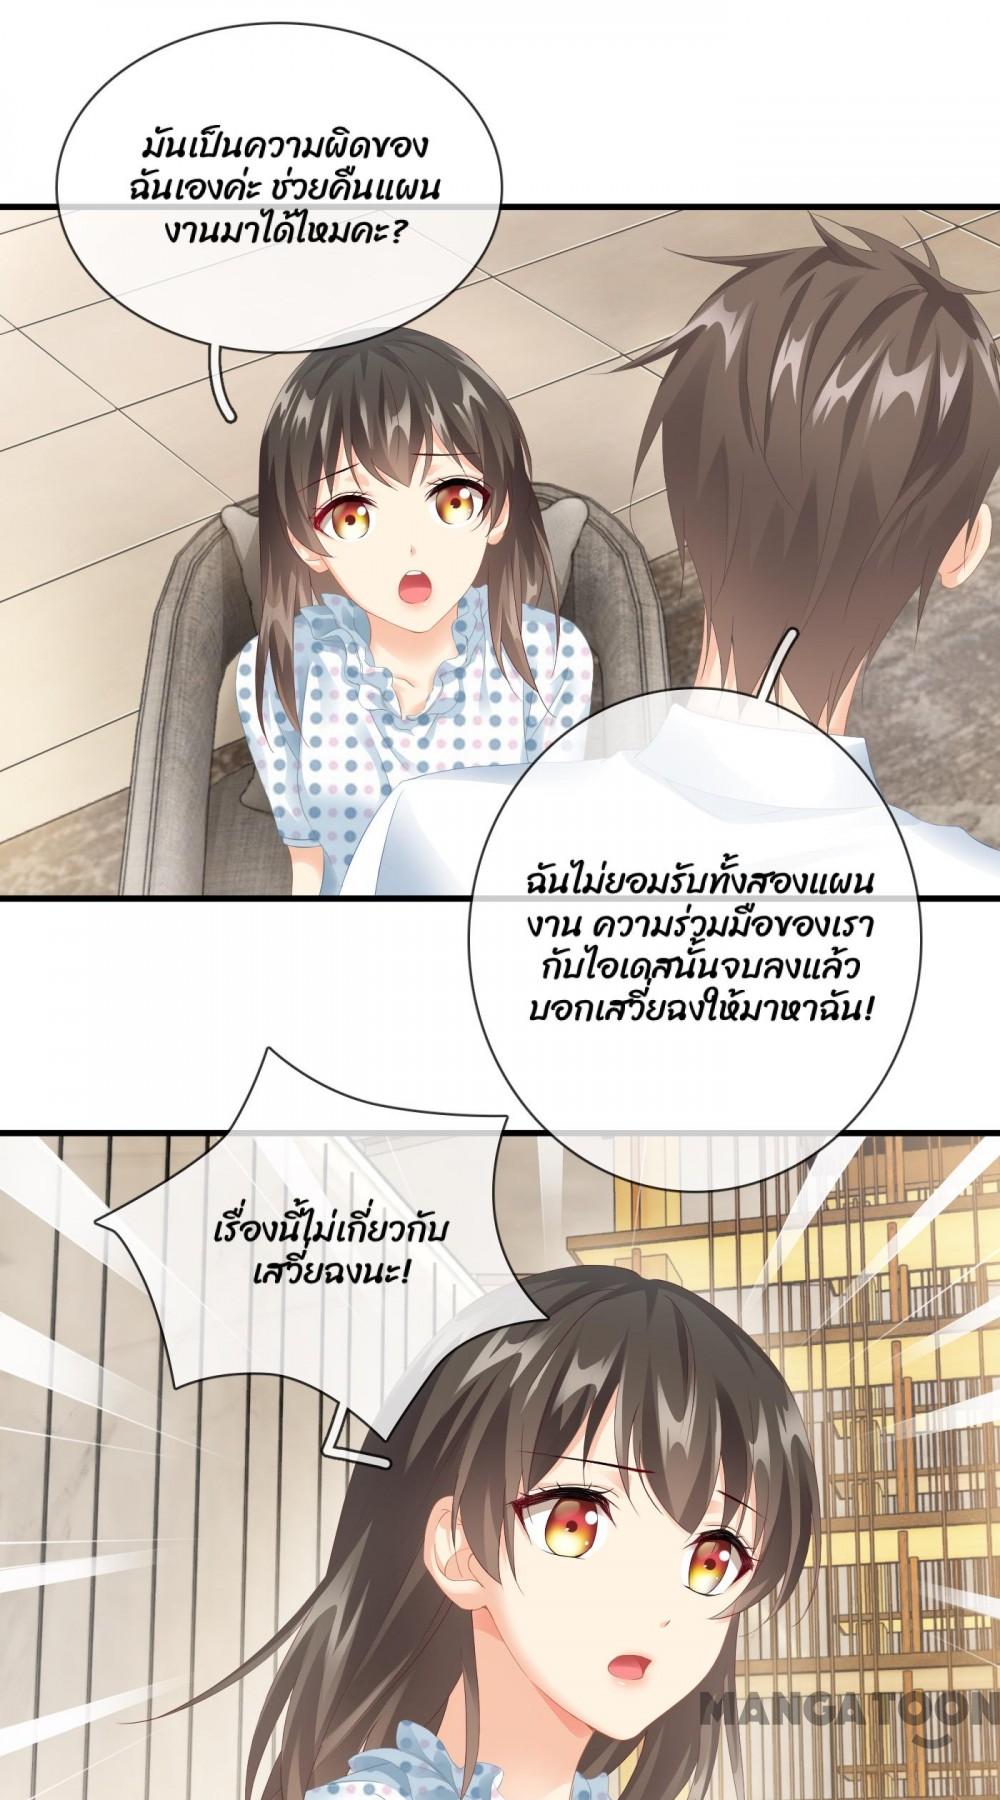 มันเป็นความผิดของ
ฉันเองค่ะ ช่วยคืนแผน
งานมาได้ไหมคะ?
ฉันไม่ยอมรับทั้งสองแผน
งาน ความร่วมมือของเรา
กับไอเดสนั้นจบลงแล้ว
บอกเสวี่ยฉงให้มาหาฉัน!
เรื่องนี้ไม่เกี่ยวกับ
เสวี่ยฉงนะ!
MANGATOON